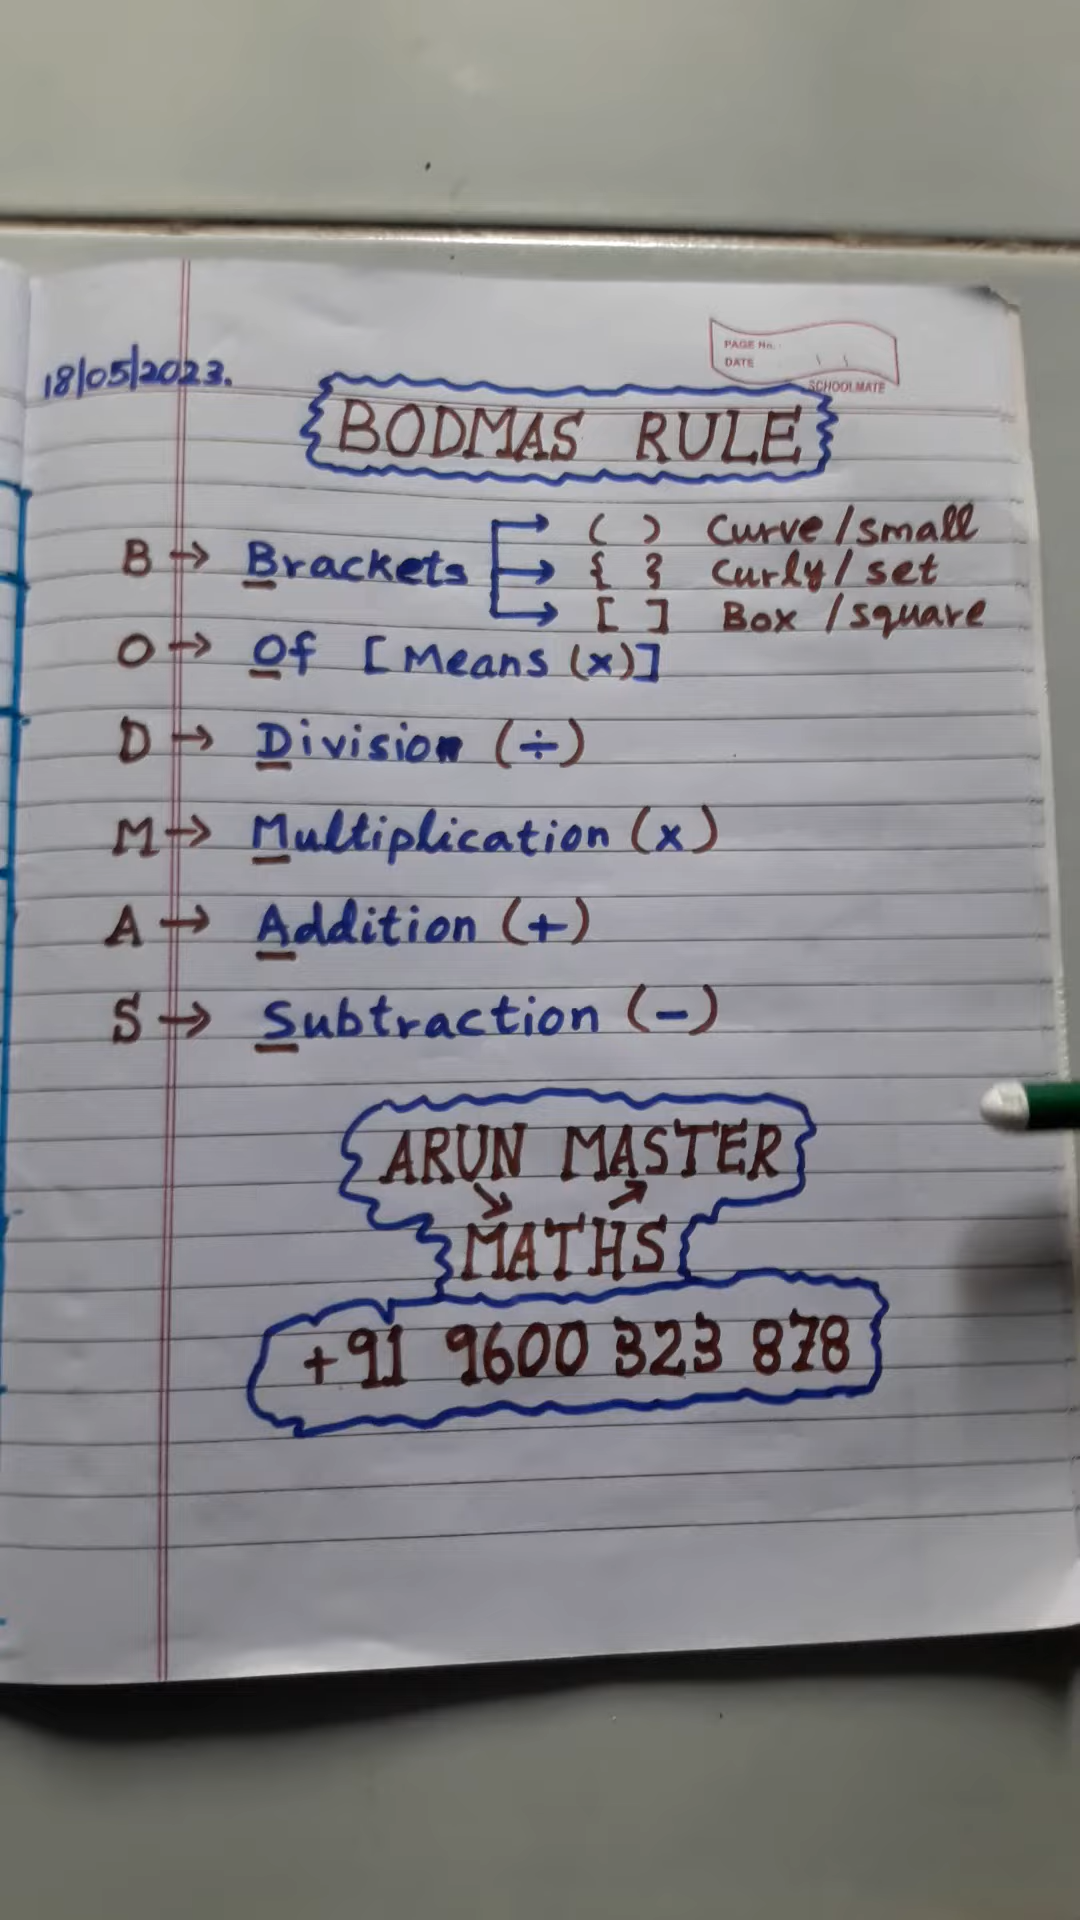 PAGE No.
DATE
SCHOOLMATE
18/05/2023.
BODMAS RULE
B → Brackets → ( ) Curve/small
→ { } Curly/set
→ [ ] Box/square
O → Of [Means (x)]
D → Division (÷)
M → Multiplication (x)
A → Addition (+)
S → Subtraction (-)
ARUN MASTER
MATHS
+91 9600 323 878